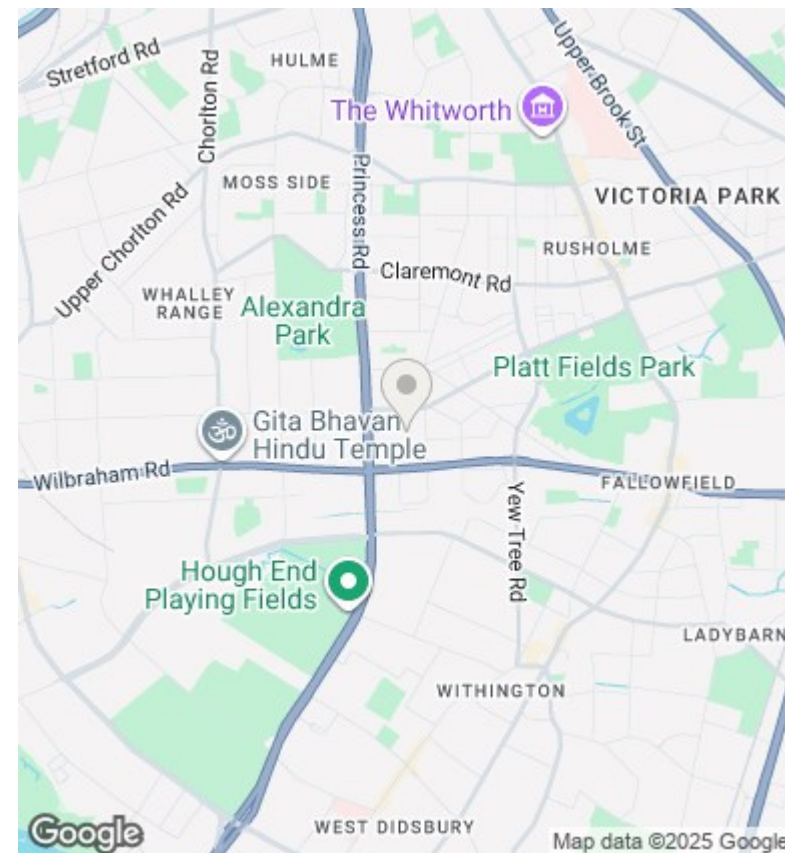 Stretford Rd
Chorlton Rd
HULME
Upper Brook St
The Whitworth
Princess Rd
MOSS SIDE
VICTORIA PARK
Upper Chorlton Rd
RUSHOLME
Claremont Rd
WHALLEY
RANGE
Alexandra
Park
Platt Fields Park
Gita Bhavan
Hindu Temple
Wilbraham Rd
FALLOWFIELD
Yew Tree Rd
Hough End
Playing Fields
LADYBARN
WITHINGTON
WEST DIDSBURY
Google
Map data ©2025 Google